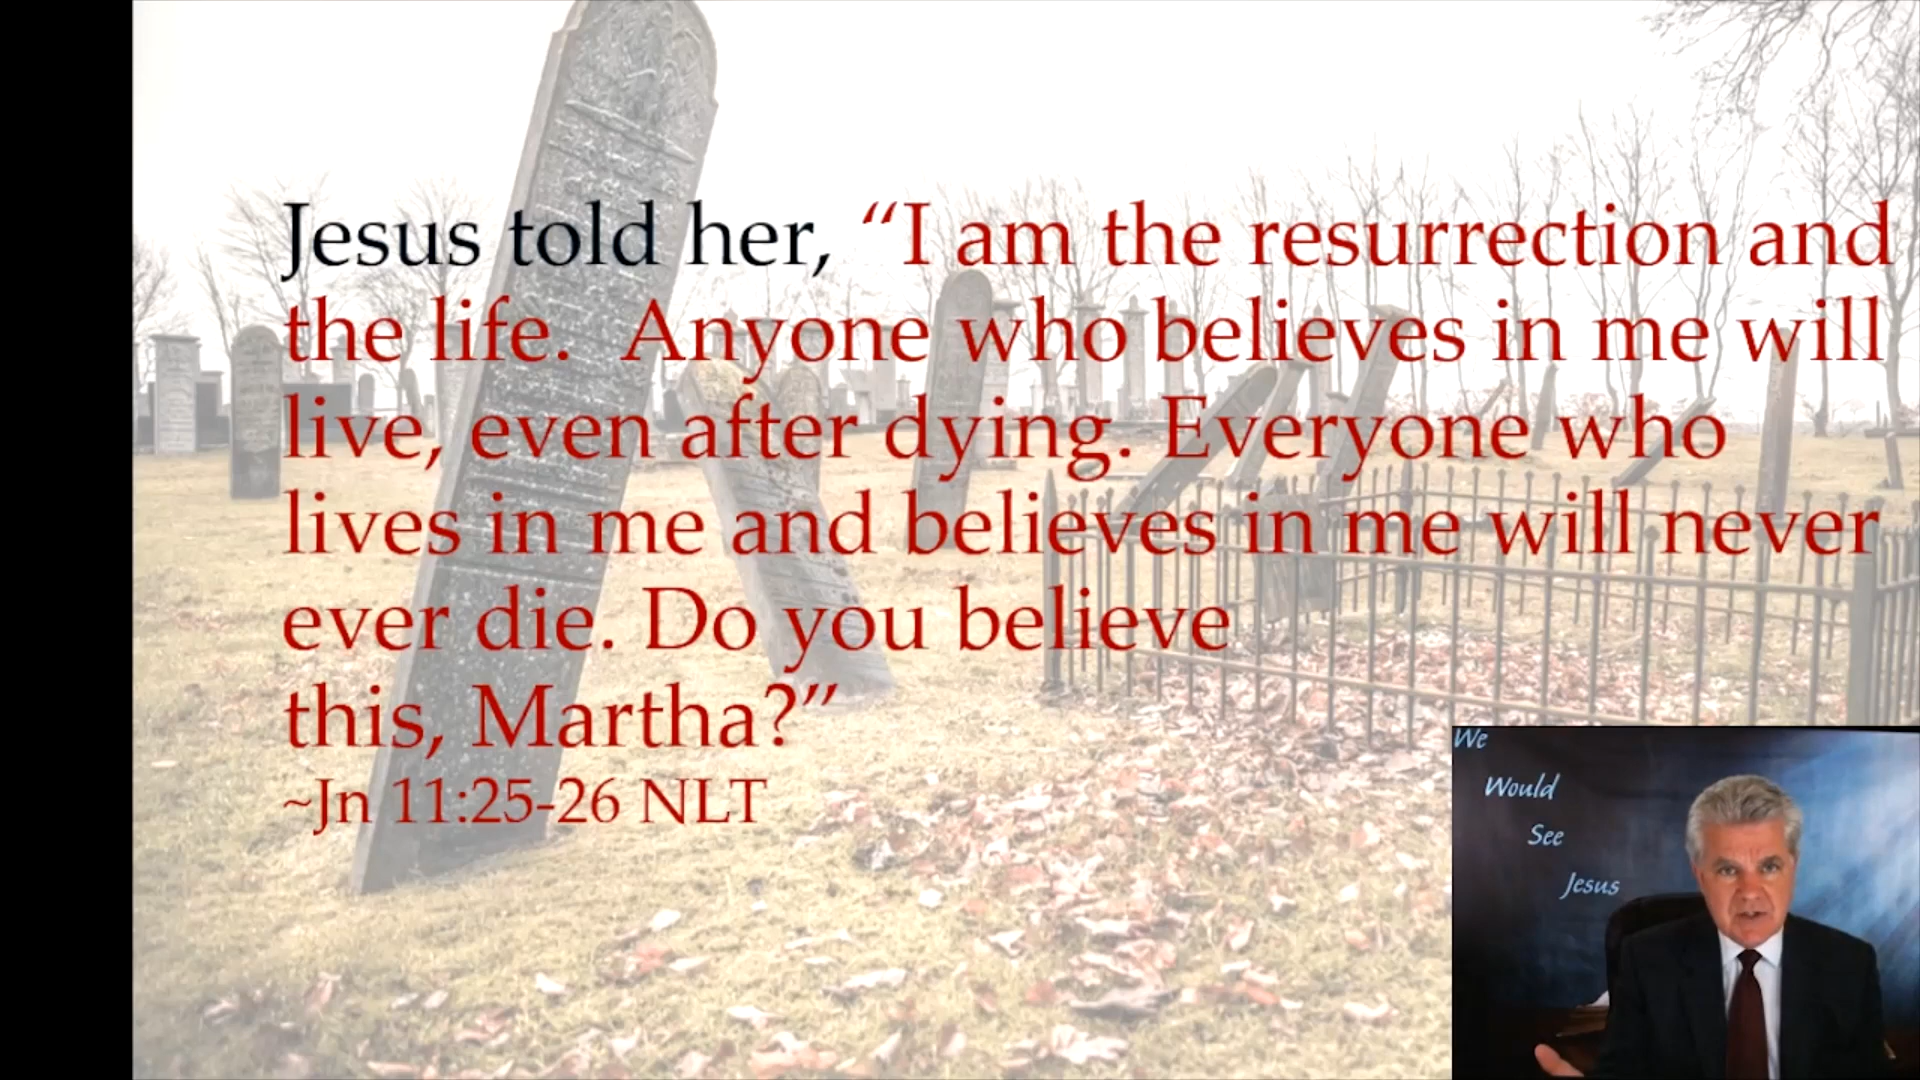 Jesus told her, “I am the resurrection and
the life.  Anyone who believes in me will
live, even after dying. Everyone who
lives in me and believes in me will never
ever die. Do you believe
this, Martha?”
~Jn 11:25-26 NLT
We
Would
See
Jesus